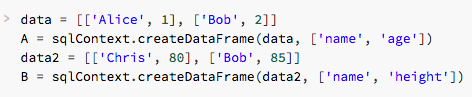 > data = [['Alice', 1], ['Bob', 2]]
A = sqlContext.createDataFrame(data, ['name', 'age'])
data2 = [['Chris', 80], ['Bob', 85]]
B = sqlContext.createDataFrame(data2, ['name', 'height'])